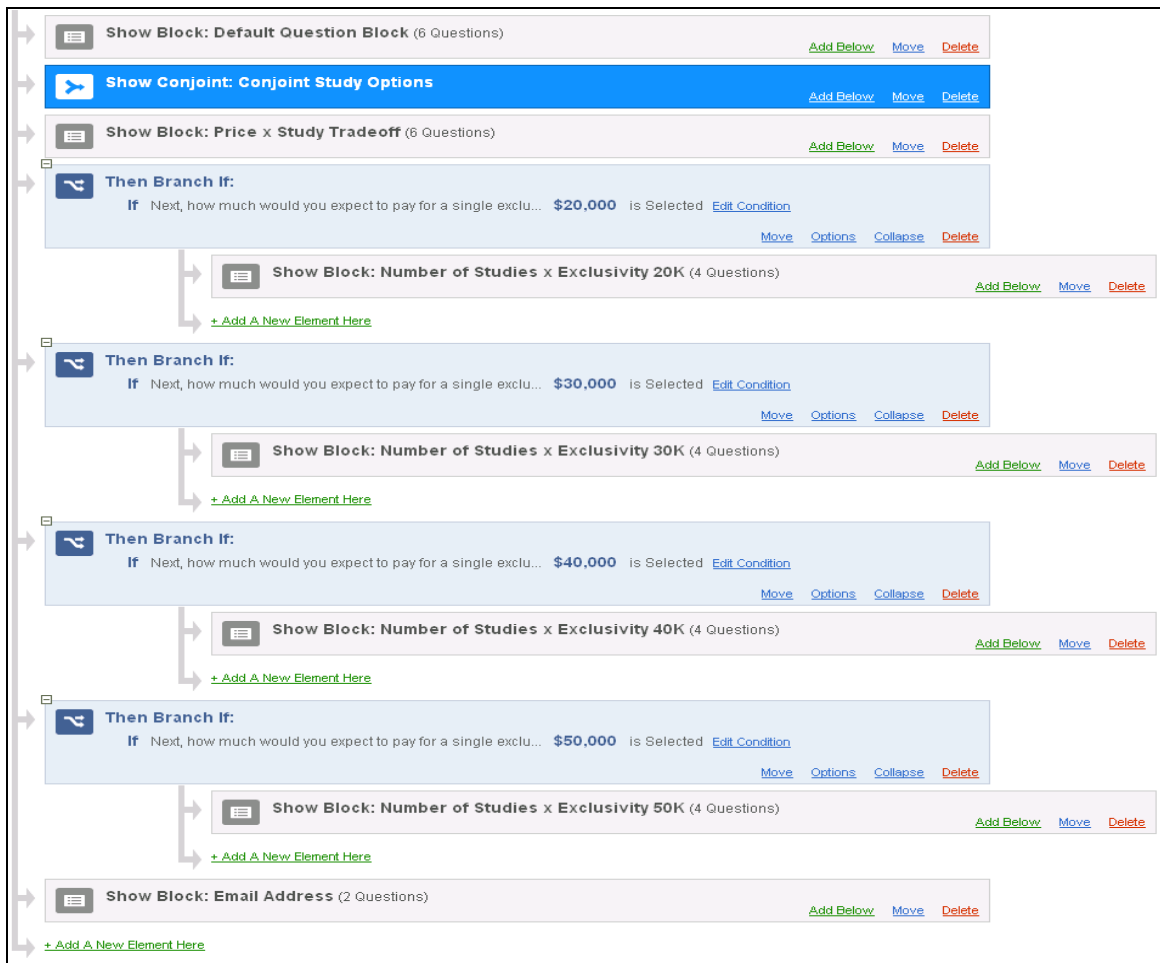 Show Block: Default Question Block (6 Questions)
Add Below Move Delete
Show Conjoint: Conjoint Study Options
Add Below Move Delete
Show Block: Price x Study Tradeoff (6 Questions)
Add Below Move Delete
Then Branch If:
If Next, how much would you expect to pay for a single exclu... $20,000 is Selected Edit Condition
Move Options Collapse Delete
Show Block: Number of Studies x Exclusivity 20K (4 Questions)
Add Below Move Delete
+ Add A New Element Here
Then Branch If:
If Next, how much would you expect to pay for a single exclu... $30,000 is Selected Edit Condition
Move Options Collapse Delete
Show Block: Number of Studies x Exclusivity 30K (4 Questions)
Add Below Move Delete
+ Add A New Element Here
Then Branch If:
If Next, how much would you expect to pay for a single exclu... $40,000 is Selected Edit Condition
Move Options Collapse Delete
Show Block: Number of Studies x Exclusivity 40K (4 Questions)
Add Below Move Delete
+ Add A New Element Here
Then Branch If:
If Next, how much would you expect to pay for a single exclu... $50,000 is Selected Edit Condition
Move Options Collapse Delete
Show Block: Number of Studies x Exclusivity 50K (4 Questions)
Add Below Move Delete
+ Add A New Element Here
Show Block: Email Address (2 Questions)
Add Below Move Delete
+ Add A New Element Here